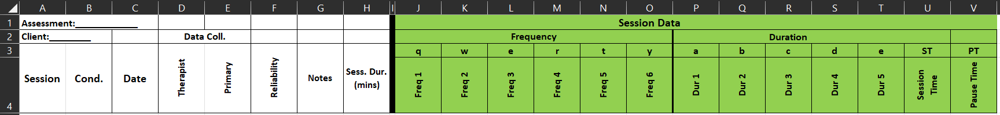 A B C D E F G H I J K L M N O P Q R S T U V
1 Assessment:____________ Session Data
2 Client:________ Data Coll. Frequency Duration
3 q w e r t y a b c d e ST PT
4 Session Cond. Date Therapist Primary Reliability Notes Sess. Dur. (mins) Freq 1 Freq 2 Freq 3 Freq 4 Freq 5 Freq 6 Dur 1 Dur 2 Dur 3 Dur 4 Dur 5 Session Time Pause Time